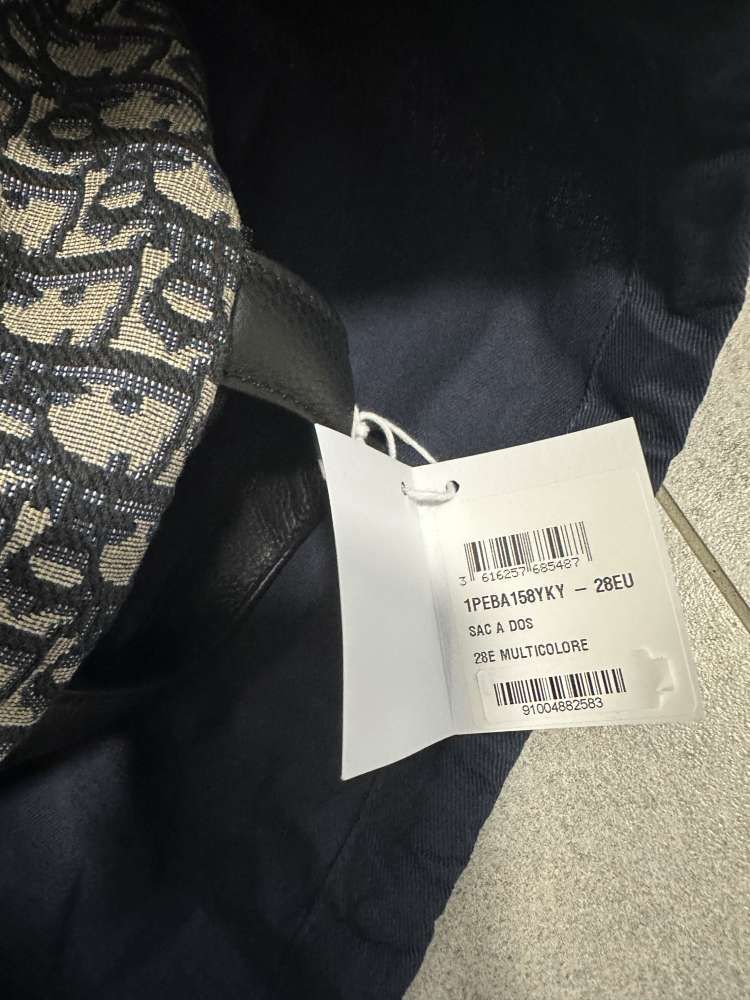 3 616257 685487
1PEBA158YKY – 28EU
SAC A DOS
28E MULTICOLORE
91004882583